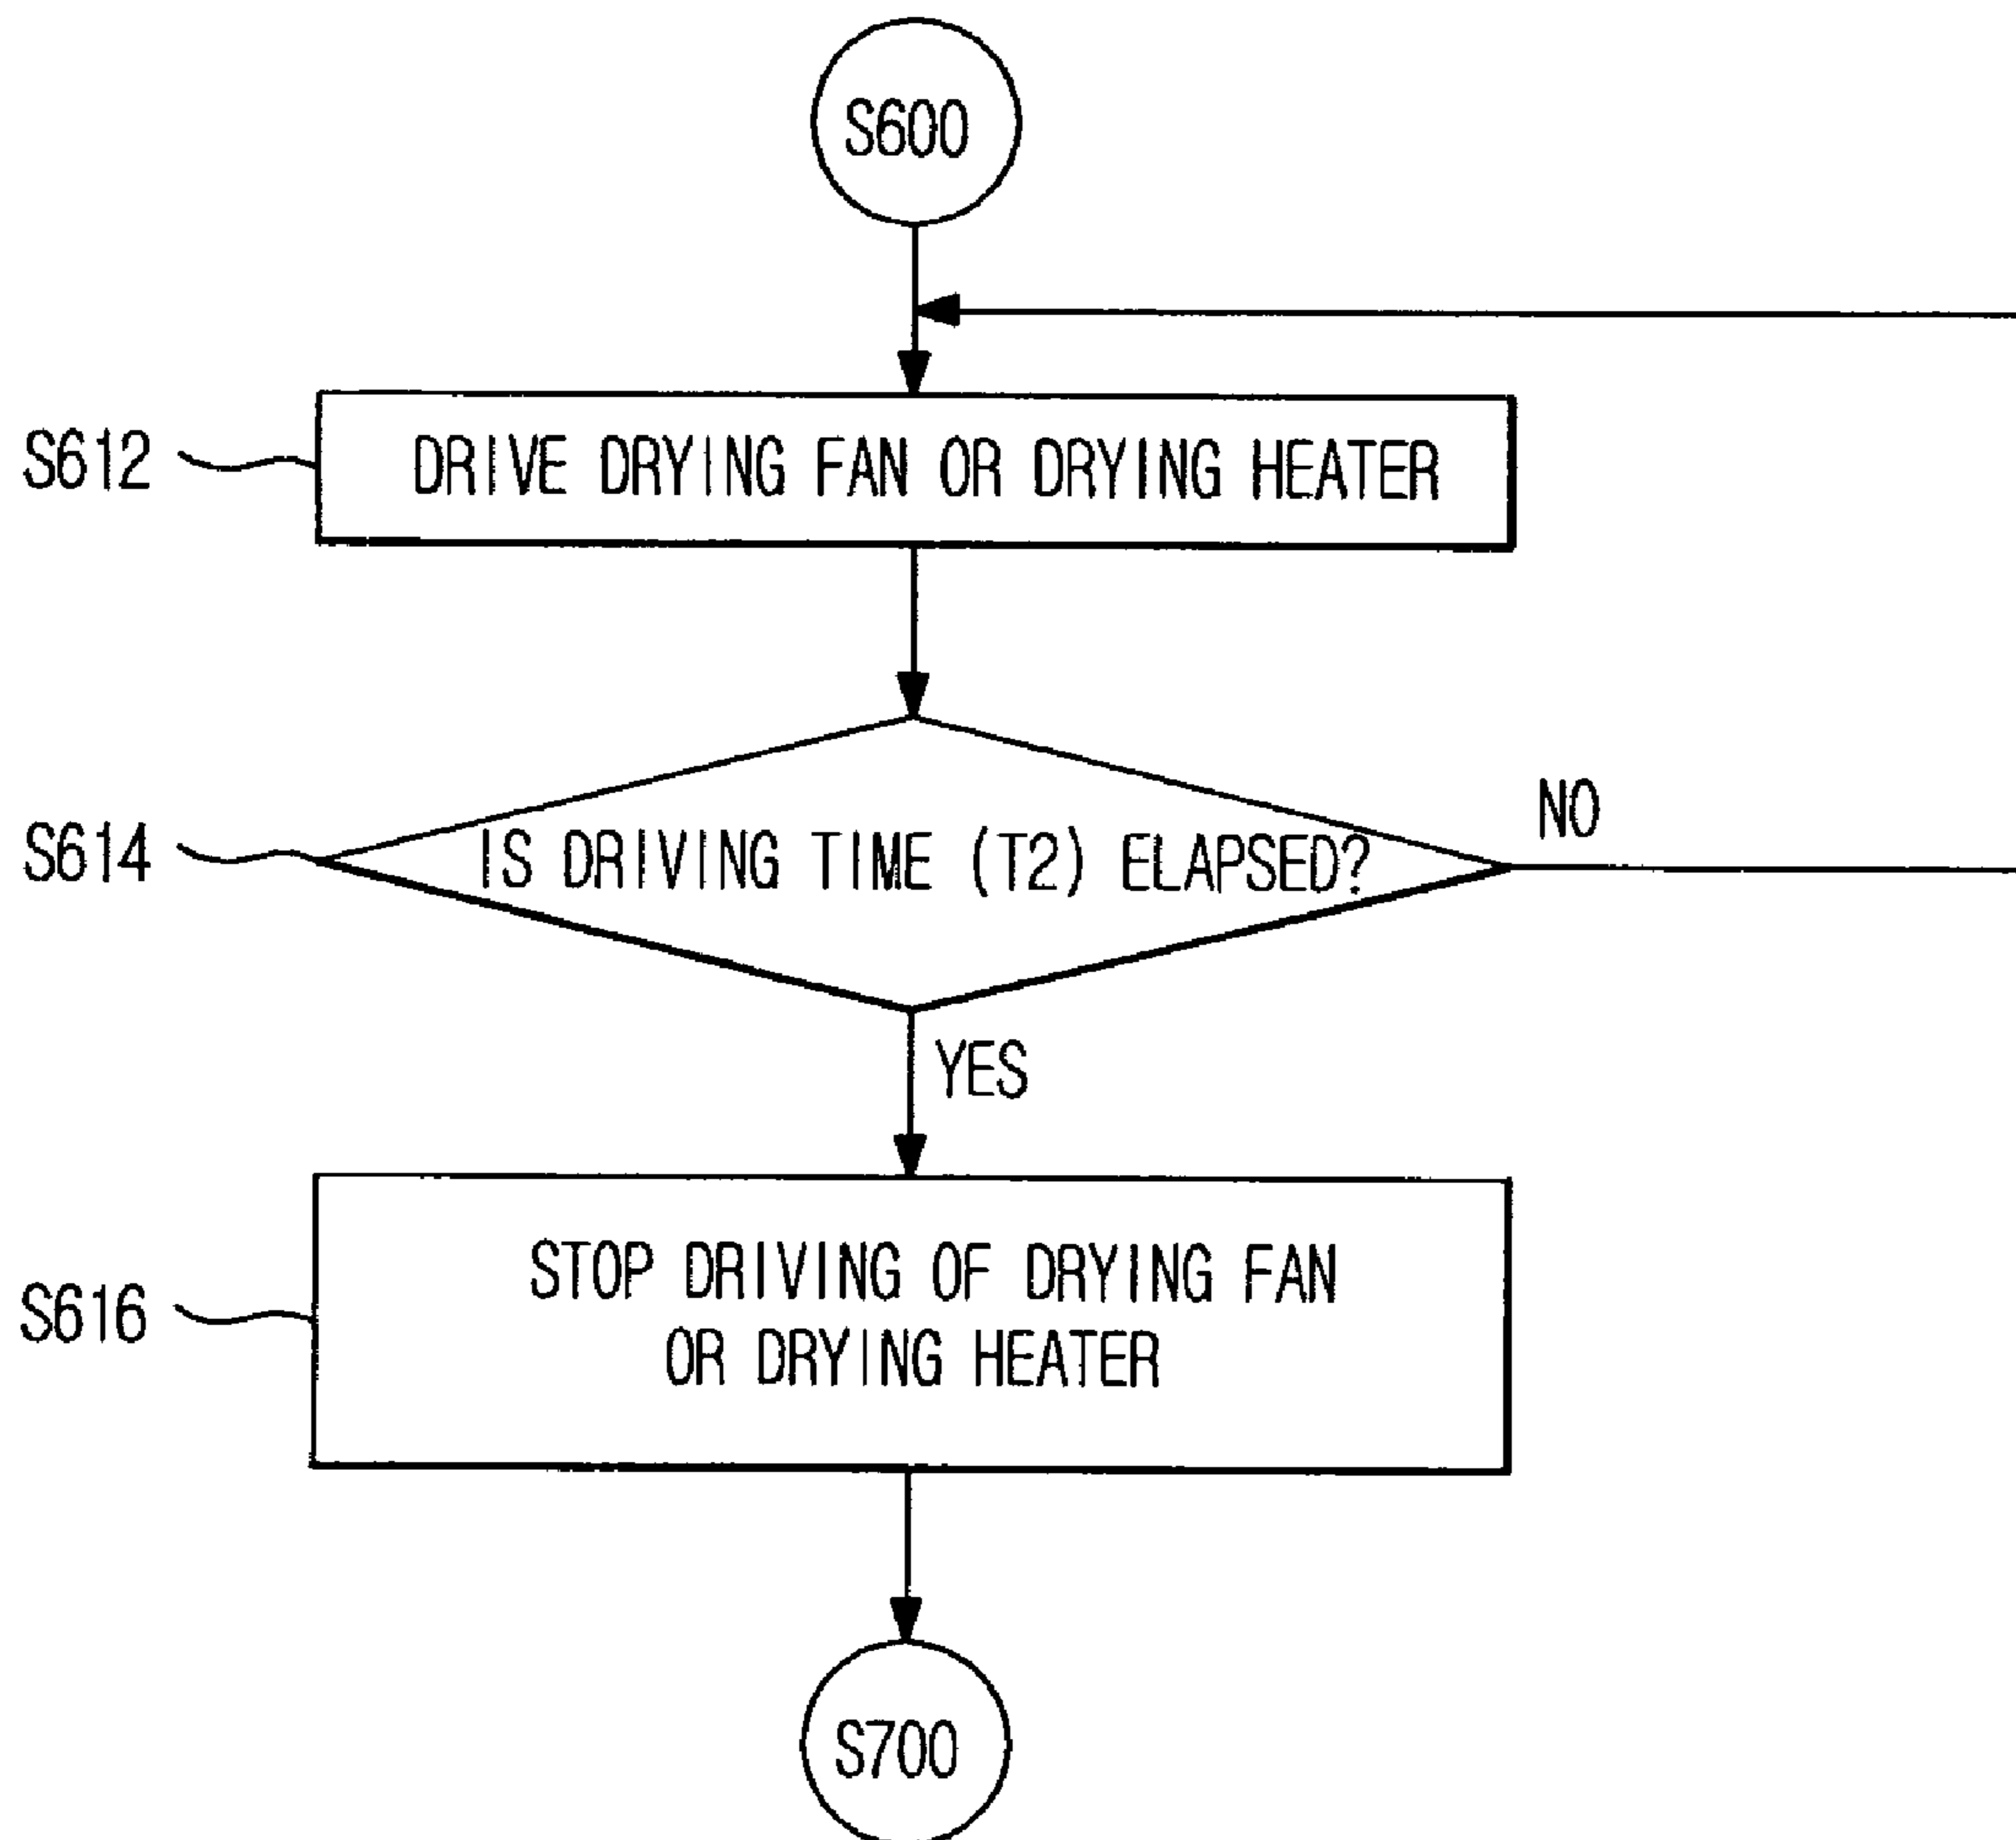 S600
S612
DRIVE DRYING FAN OR DRYING HEATER
S614
IS DRIVING TIME (T2) ELAPSED?
NO
YES
S616
STOP DRIVING OF DRYING FAN
OR DRYING HEATER
S700